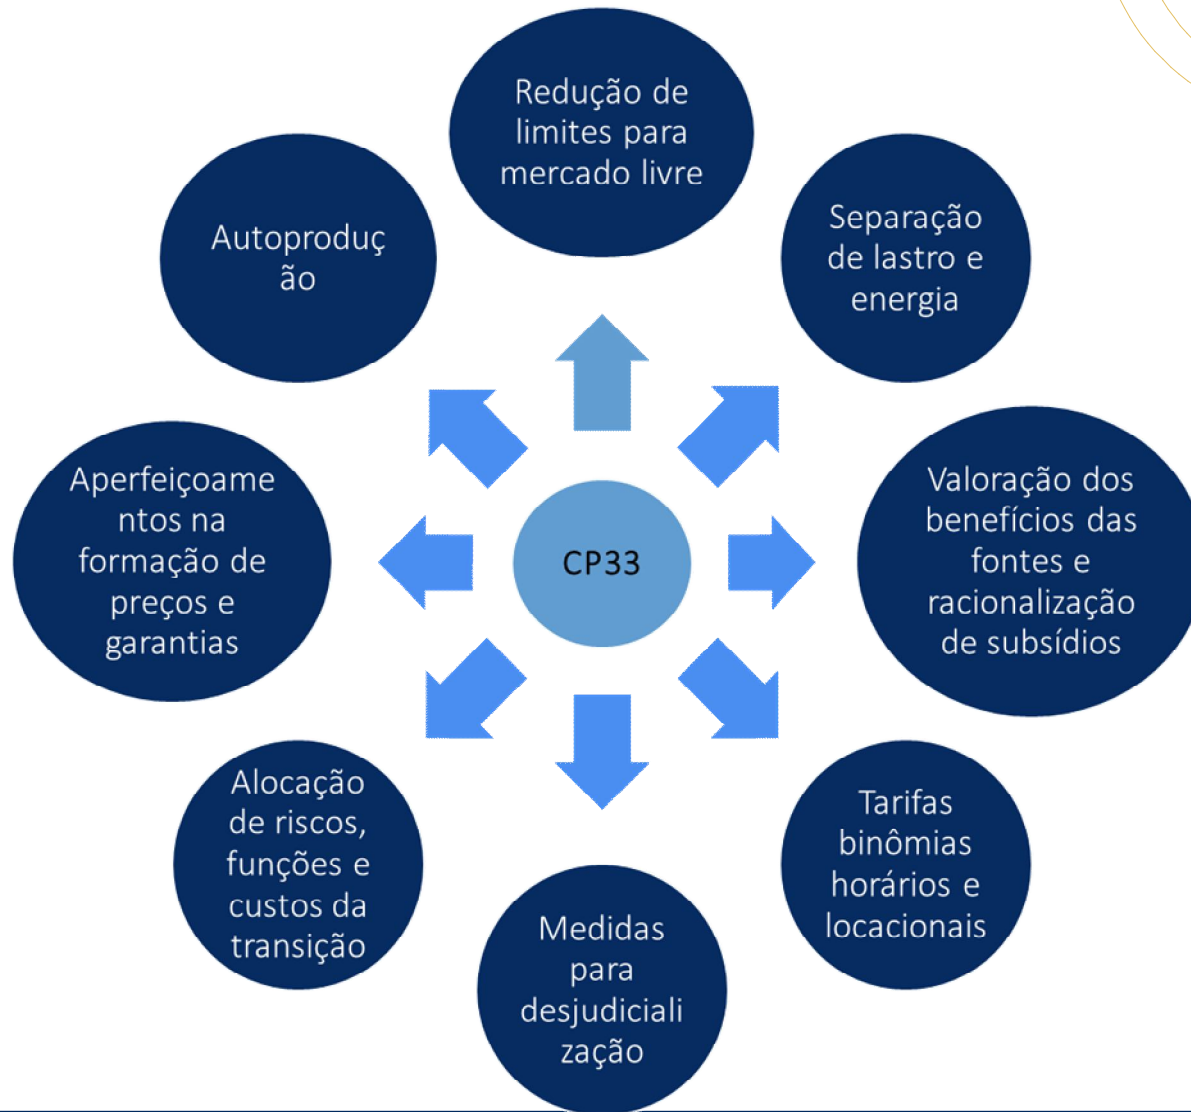 Redução de
limites para
mercado livre
Separação
de lastro e
energia
Valoração dos
benefícios das
fontes e
racionalização
de subsídios
Tarifas
binômias
horários e
locacionais
Medidas
para
desjudiciali
zação
Alocação
de riscos,
funções e
custos da
transição
Aperfeiçoame
ntos na
formação de
preços e
garantias
Autoproduç
ão
CP33